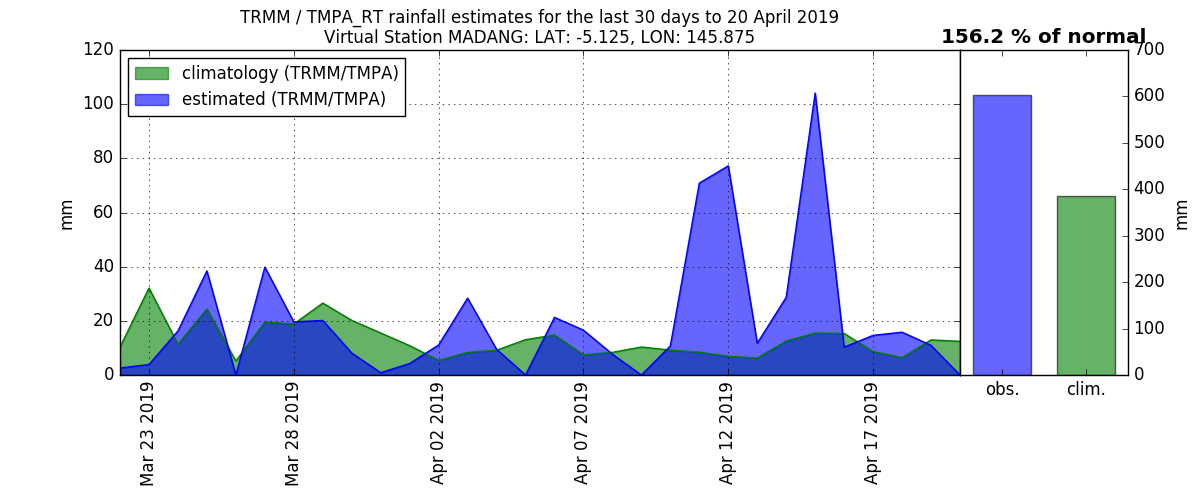 TRMM / TMPA_RT rainfall estimates for the last 30 days to 20 April 2019
Virtual Station MADANG: LAT: -5.125, LON: 145.875
156.2 % of normal
climatology (TRMM/TMPA)
estimated (TRMM/TMPA)
120
100
80
60
40
20
0
mm
Mar 23 2019
Mar 28 2019
Apr 02 2019
Apr 07 2019
Apr 12 2019
Apr 17 2019
700
600
500
400
300
200
100
0
mm
obs.
clim.